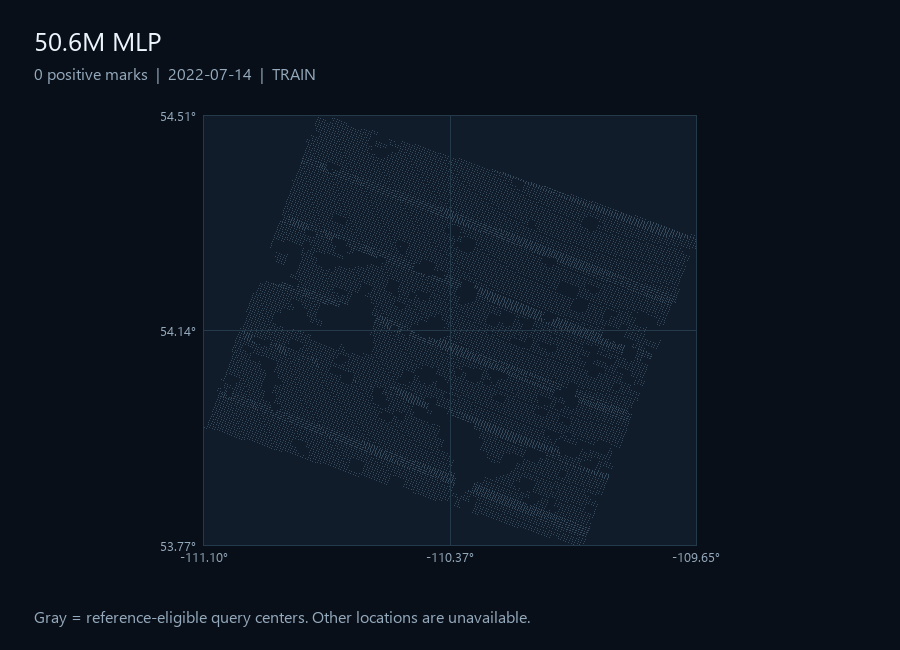 50.6M MLP
0 positive marks | 2022-07-14 | TRAIN
54.51°
54.14°
53.77°
-111.10° -110.37° -109.65°
Gray = reference-eligible query centers. Other locations are unavailable.